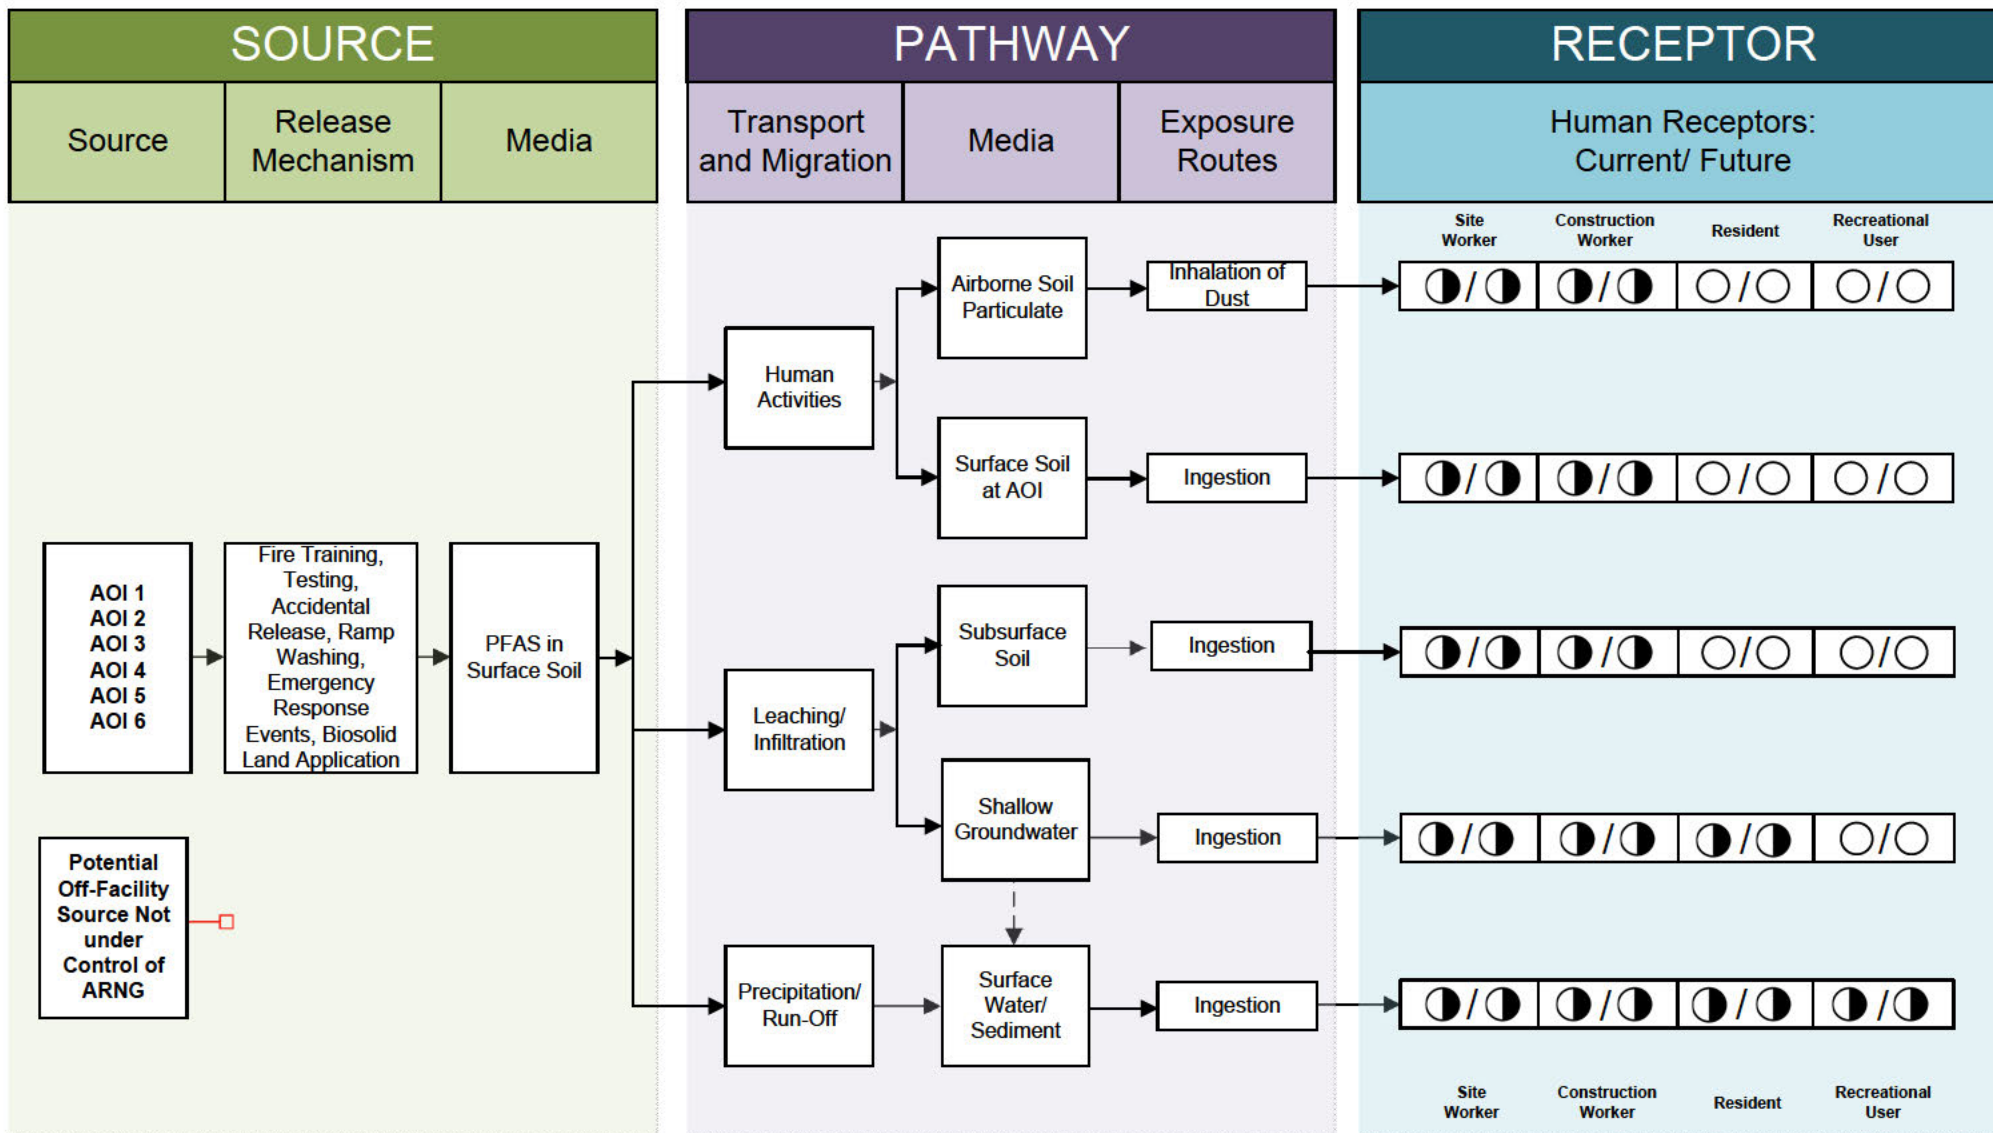 SOURCE
PATHWAY
RECEPTOR
Source
Release
Mechanism
Media
Transport
and Migration
Media
Exposure
Routes
Human Receptors:
Current/ Future
Site
Worker
Construction
Worker
Resident
Recreational
User
Airborne Soil
Particulate
Inhalation of
Dust
/
/
/
/
Human
Activities
Surface Soil
at AOI
Ingestion
/
/
/
/
AOI 1
AOI 2
AOI 3
AOI 4
AOI 5
AOI 6
Fire Training,
Testing,
Accidental
Release, Ramp
Washing,
Emergency
Response
Events, Biosolid
Land Application
PFAS in
Surface Soil
Subsurface
Soil
Ingestion
/
/
/
/
Leaching/
Infiltration
Shallow
Groundwater
Ingestion
/
/
/
/
Potential
Off-Facility
Source Not
under
Control of
ARNG
Precipitation/
Run-Off
Surface
Water/
Sediment
Ingestion
/
/
/
/
Site
Worker
Construction
Worker
Resident
Recreational
User